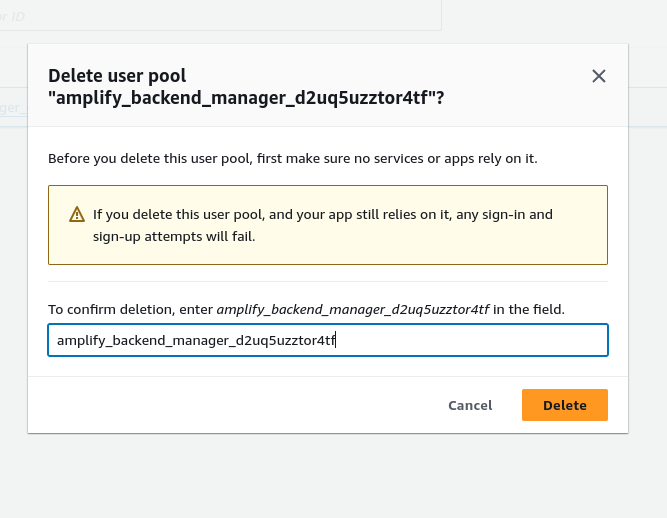 or ID
ger_
Delete user pool
"amplify_backend_manager_d2uq5uzztor4tf"?
Before you delete this user pool, first make sure no services or apps rely on it.
If you delete this user pool, and your app still relies on it, any sign-in and
sign-up attempts will fail.
To confirm deletion, enter amplify_backend_manager_d2uq5uzztor4tf in the field.
amplify_backend_manager_d2uq5uzztor4tf
Cancel
Delete